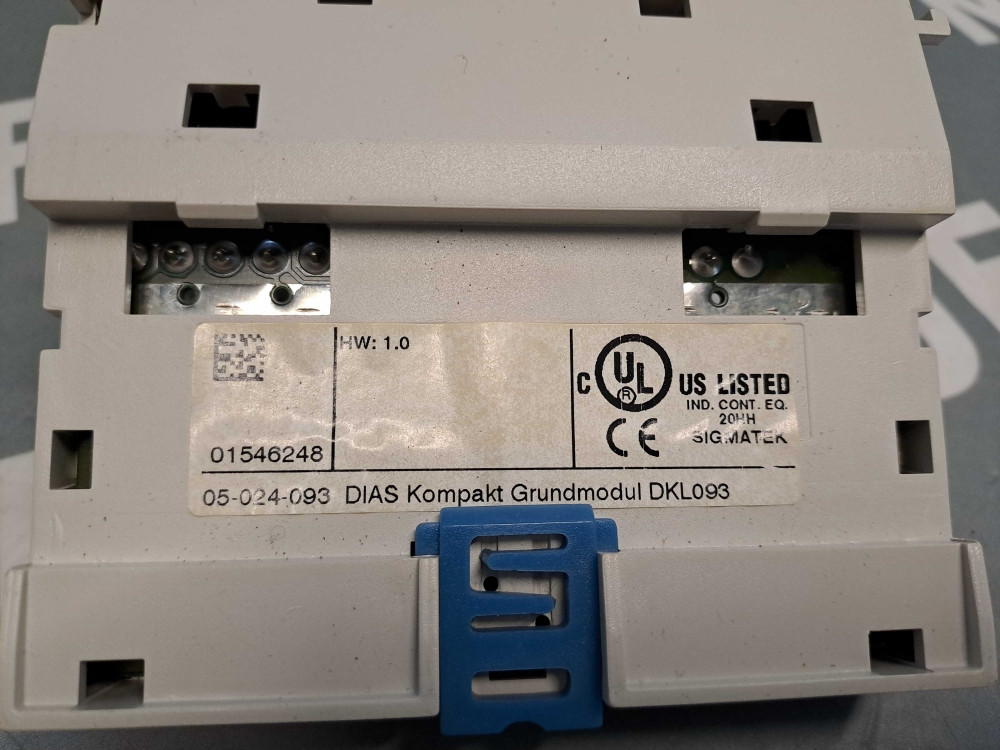 HW: 1.0
01546248
C UL ® US LISTED
IND. CONT. EQ.
20HH
CE SIGMATEK
05-024-093 DIAS Kompakt Grundmodul DKL093